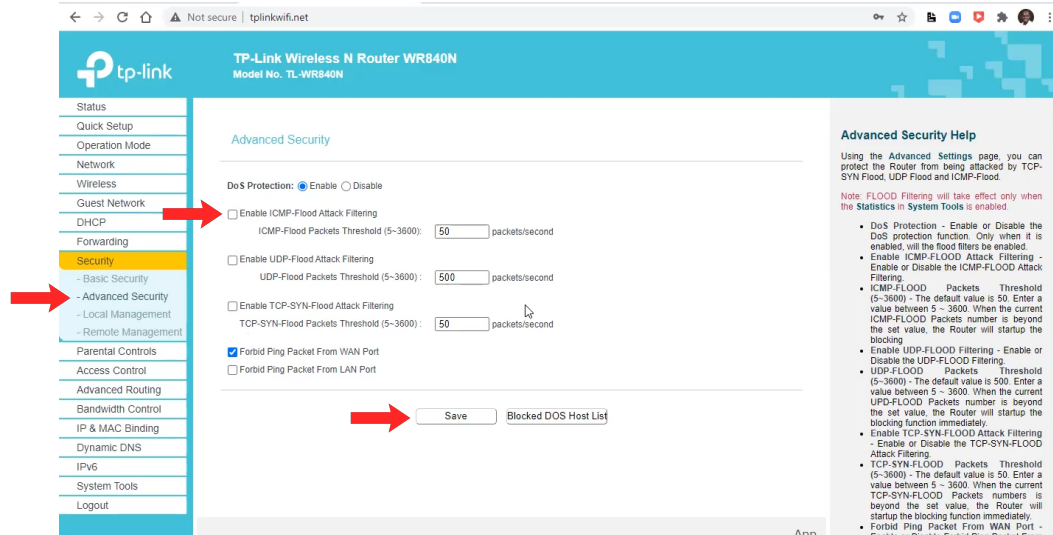 Not secure | tplinkwifi.net
tp-link
TP-Link Wireless N Router WR840N
Model No. TL-WR840N
Status
Quick Setup
Operation Mode
Network
Wireless
Guest Network
DHCP
Forwarding
Security
- Basic Security
- Advanced Security
- Local Management
- Remote Management
Parental Controls
Access Control
Advanced Routing
Bandwidth Control
IP & MAC Binding
Dynamic DNS
IPv6
System Tools
Logout
Advanced Security
DoS Protection: Enable Disable
Enable ICMP-Flood Attack Filtering
ICMP-Flood Packets Threshold (5~3600): 50 packets/second
Enable UDP-Flood Attack Filtering
UDP-Flood Packets Threshold (5~3600) : 500 packets/second
Enable TCP-SYN-Flood Attack Filtering
TCP-SYN-Flood Packets Threshold (5~3600) : 50 packets/second
Forbid Ping Packet From WAN Port
Forbid Ping Packet From LAN Port
Save Blocked DOS Host List
App
Advanced Security Help
Using the Advanced Settings page, you can
protect the Router from being attacked by TCP-
SYN Flood, UDP Flood and ICMP-Flood.
Note: FLOOD Filtering will take effect only when
the Statistics in System Tools is enabled.
• DoS Protection - Enable or Disable the
DoS protection function. Only when it is
enabled, will the flood filters be enabled.
• Enable ICMP-FLOOD Attack Filtering -
Enable or Disable the ICMP-FLOOD Attack
Filtering.
• ICMP-FLOOD Packets Threshold
(5~3600) - The default value is 50. Enter a
value between 5 ~ 3600. When the current
ICMP-FLOOD Packets number is beyond
the set value, the Router will startup the
blocking
• Enable UDP-FLOOD Filtering - Enable or
Disable the UDP-FLOOD Filtering.
• UDP-FLOOD Packets Threshold
(5~3600) - The default value is 500. Enter a
value between 5 ~ 3600. When the current
UPD-FLOOD Packets number is beyond
the set value, the Router will startup the
blocking function immediately.
• Enable TCP-SYN-FLOOD Attack Filtering
- Enable or Disable the TCP-SYN-FLOOD
Attack Filtering.
• TCP-SYN-FLOOD Packets Threshold
(5~3600) - The default value is 50. Enter a
value between 5 ~ 3600. When the current
TCP-SYN-FLOOD Packets numbers is
beyond the set value, the Router will
startup the blocking function immediately.
• Forbid Ping Packet From WAN Port -